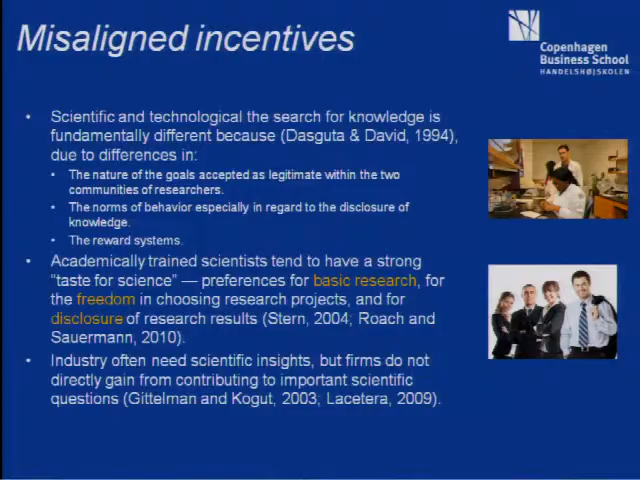 Misaligned incentives
Copenhagen
Business School
HANDELSHØJSKOLEN
• Scientific and technological the search for knowledge is
fundamentally different because (Dasguta & David, 1994),
due to differences in:
• The nature of the goals accepted as legitimate within the two
communities of researchers.
• The norms of behavior especially in regard to the disclosure of
knowledge.
• The reward systems.
• Academically trained scientists tend to have a strong
“taste for science” — preferences for basic research, for
the freedom in choosing research projects, and for
disclosure of research results (Stern, 2004; Roach and
Sauermann, 2010).
• Industry often need scientific insights, but firms do not
directly gain from contributing to important scientific
questions (Gittelman and Kogut, 2003; Lacetera, 2009).